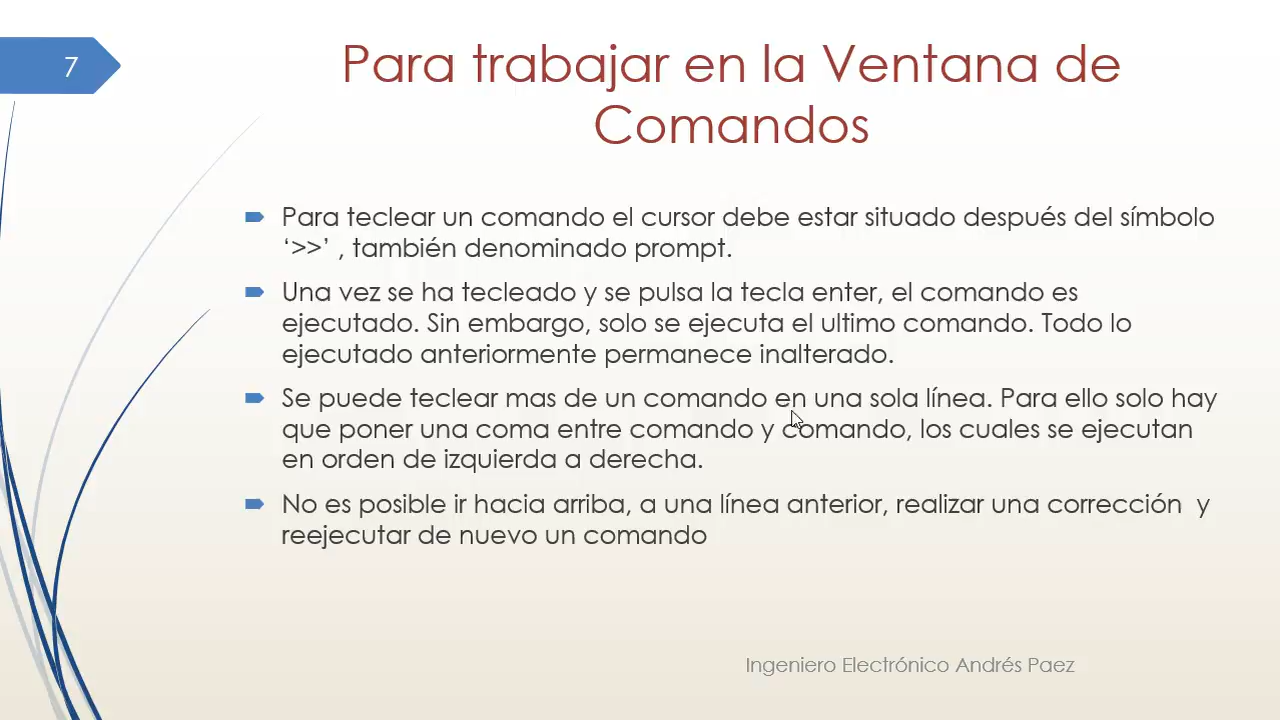 7
Para trabajar en la Ventana de
Comandos
Para teclear un comando el cursor debe estar situado después del símbolo
‘>>’ , también denominado prompt.
Una vez se ha tecleado y se pulsa la tecla enter, el comando es
ejecutado. Sin embargo, solo se ejecuta el ultimo comando. Todo lo
ejecutado anteriormente permanece inalterado.
Se puede teclear mas de un comando en una sola línea. Para ello solo hay
que poner una coma entre comando y comando, los cuales se ejecutan
en orden de izquierda a derecha.
No es posible ir hacia arriba, a una línea anterior, realizar una corrección y
reejecutar de nuevo un comando
Ingeniero Electrónico Andrés Paez